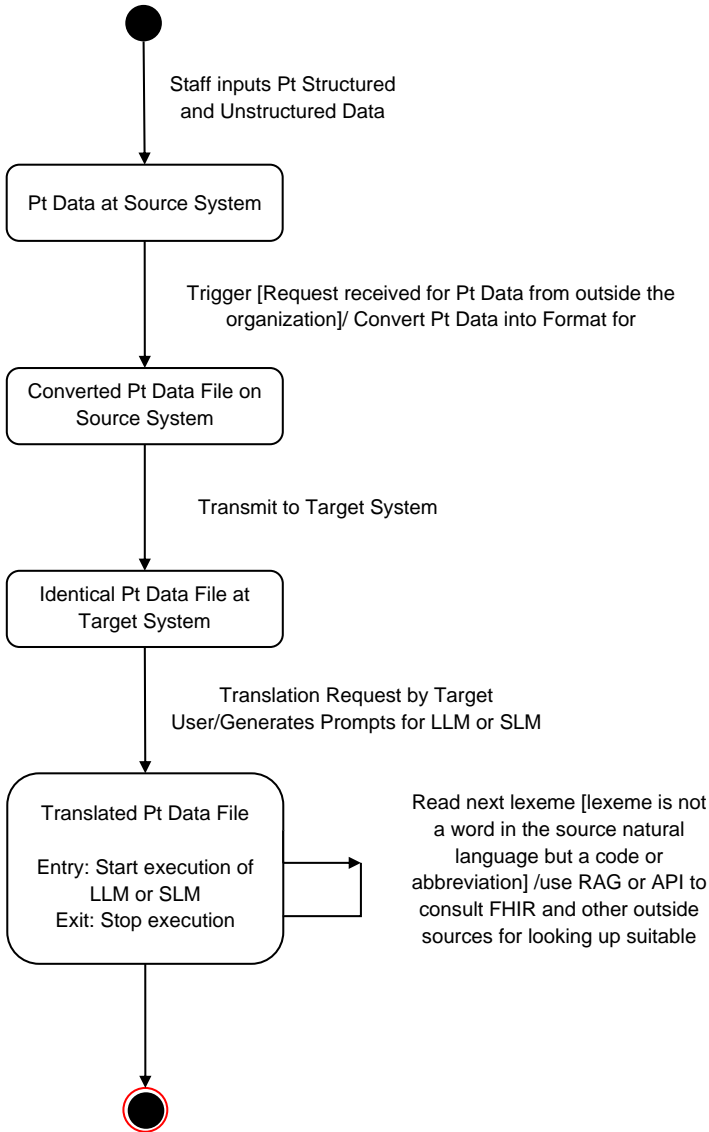 Staff inputs Pt Structured
and Unstructured Data
Pt Data at Source System
Trigger [Request received for Pt Data from outside the
organization]/ Convert Pt Data into Format for
Converted Pt Data File on
Source System
Transmit to Target System
Identical Pt Data File at
Target System
Translation Request by Target
User/Generates Prompts for LLM or SLM
Translated Pt Data File
Entry: Start execution of
LLM or SLM
Exit: Stop execution
Read next lexeme [lexeme is not
a word in the source natural
language but a code or
abbreviation] /use RAG or API to
consult FHIR and other outside
sources for looking up suitable